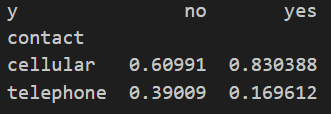 y no yes
contact
cellular 0.60991 0.830388
telephone 0.39009 0.169612